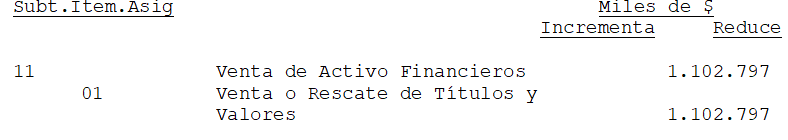 Subt.Item.Asig Miles de $
Incrementa Reduce
11 Venta de Activo Financieros 1.102.797
01 Venta o Rescate de Títulos y
Valores 1.102.797